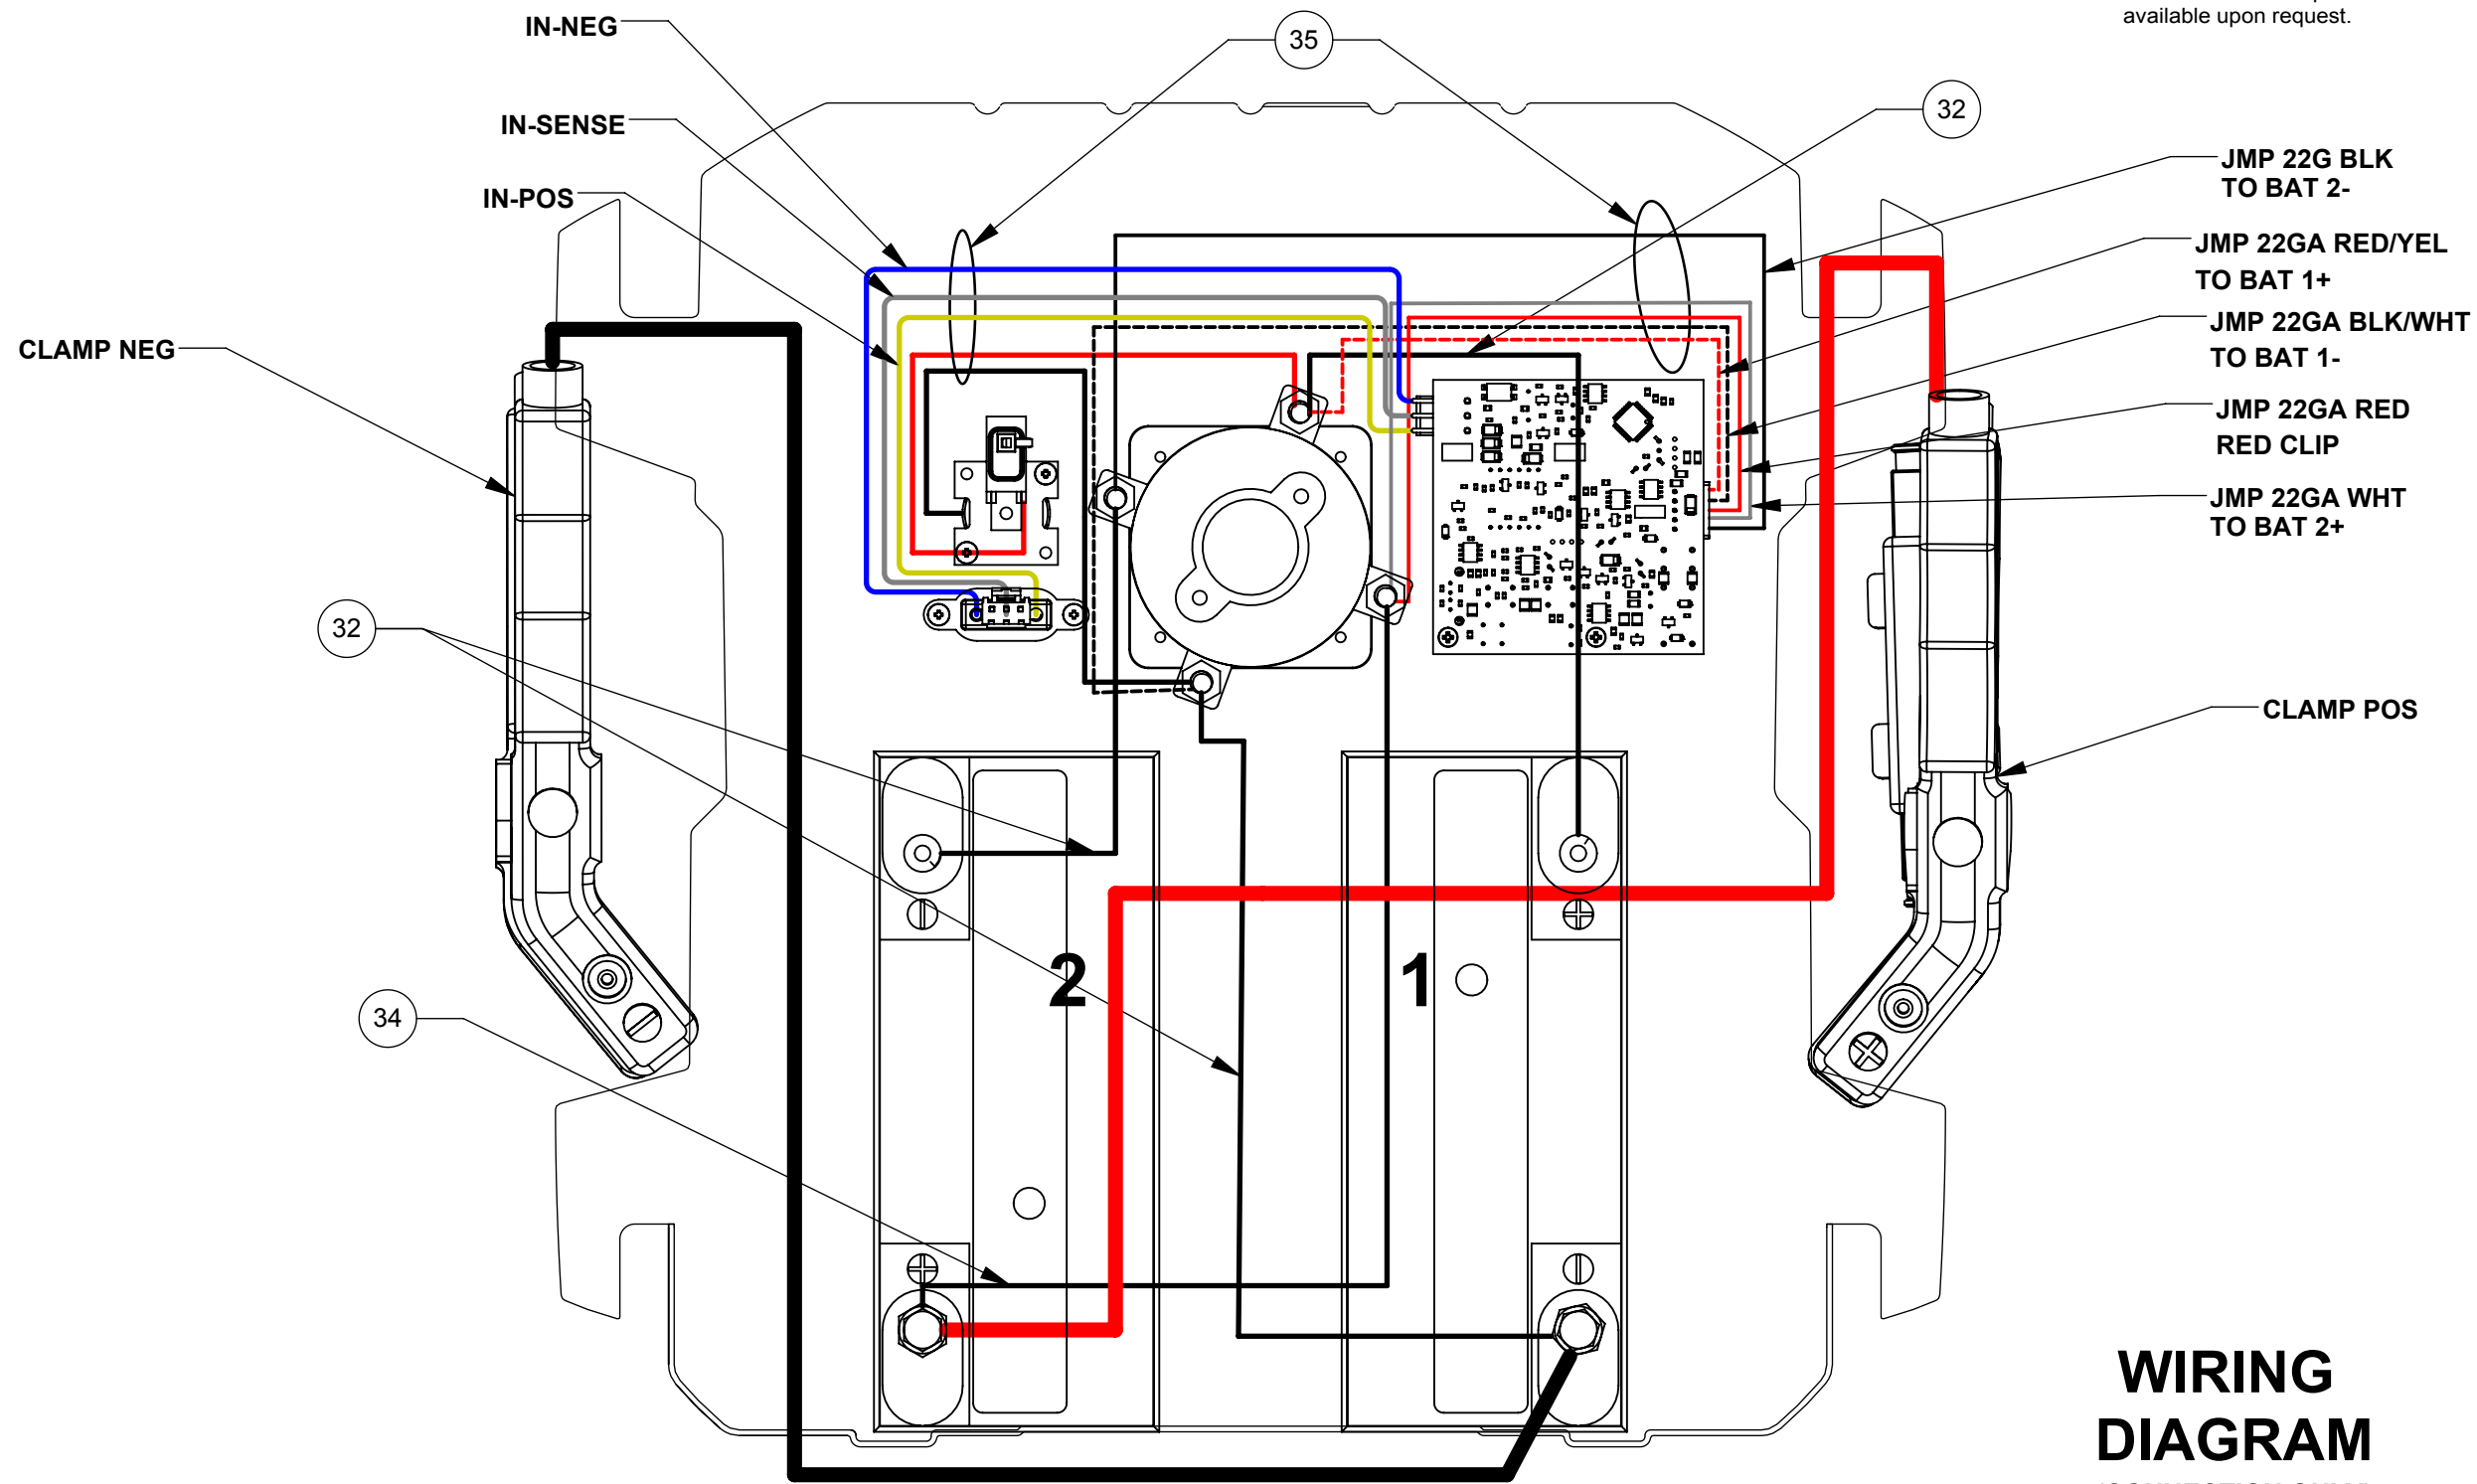 available upon request.
IN-NEG
35
IN-SENSE
32
IN-POS
JMP 22G BLK
TO BAT 2-
JMP 22GA RED/YEL
TO BAT 1+
JMP 22GA BLK/WHT
TO BAT 1-
CLAMP NEG
JMP 22GA RED
RED CLIP
JMP 22GA WHT
TO BAT 2+
32
CLAMP POS
2
1
34
WIRING
DIAGRAM